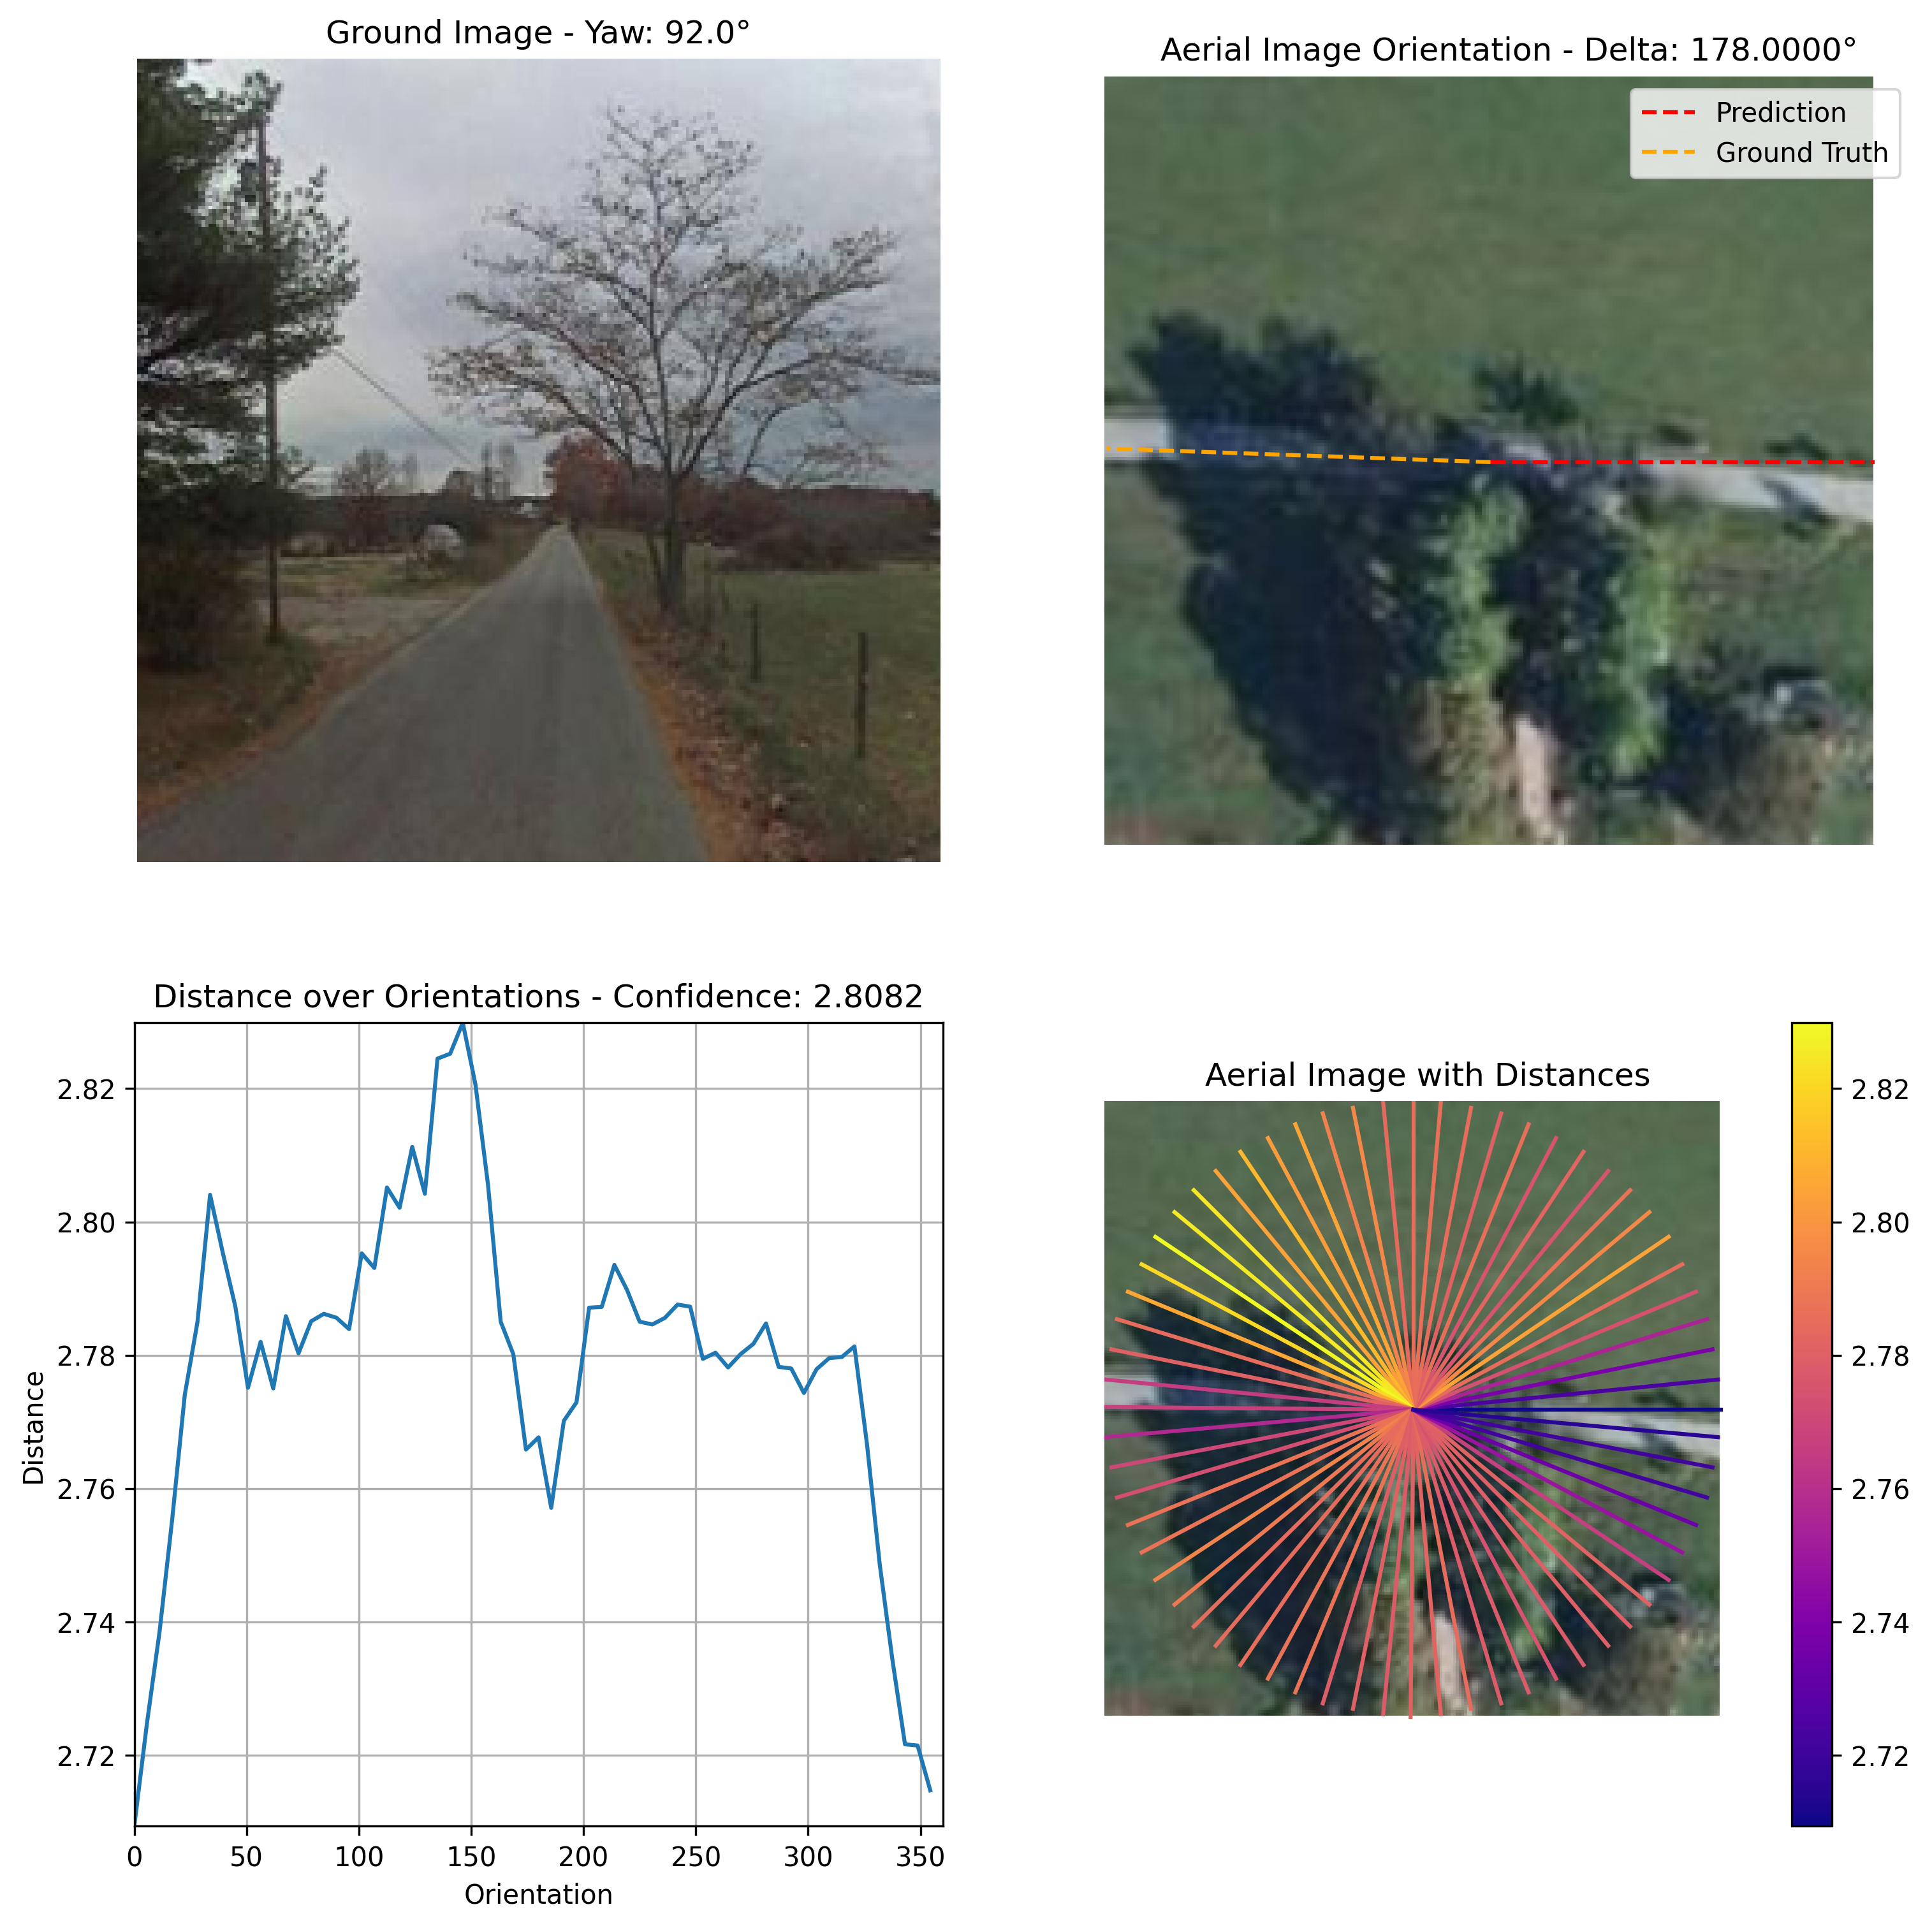 Ground Image - Yaw: 92.0°
Aerial Image Orientation - Delta: 178.0000°
Prediction
Ground Truth
Distance over Orientations - Confidence: 2.8082
2.82
2.80
2.78
2.76
2.74
2.72
Distance
0 50 100 150 200 250 300 350
Orientation
Aerial Image with Distances
2.82
2.80
2.78
2.76
2.74
2.72